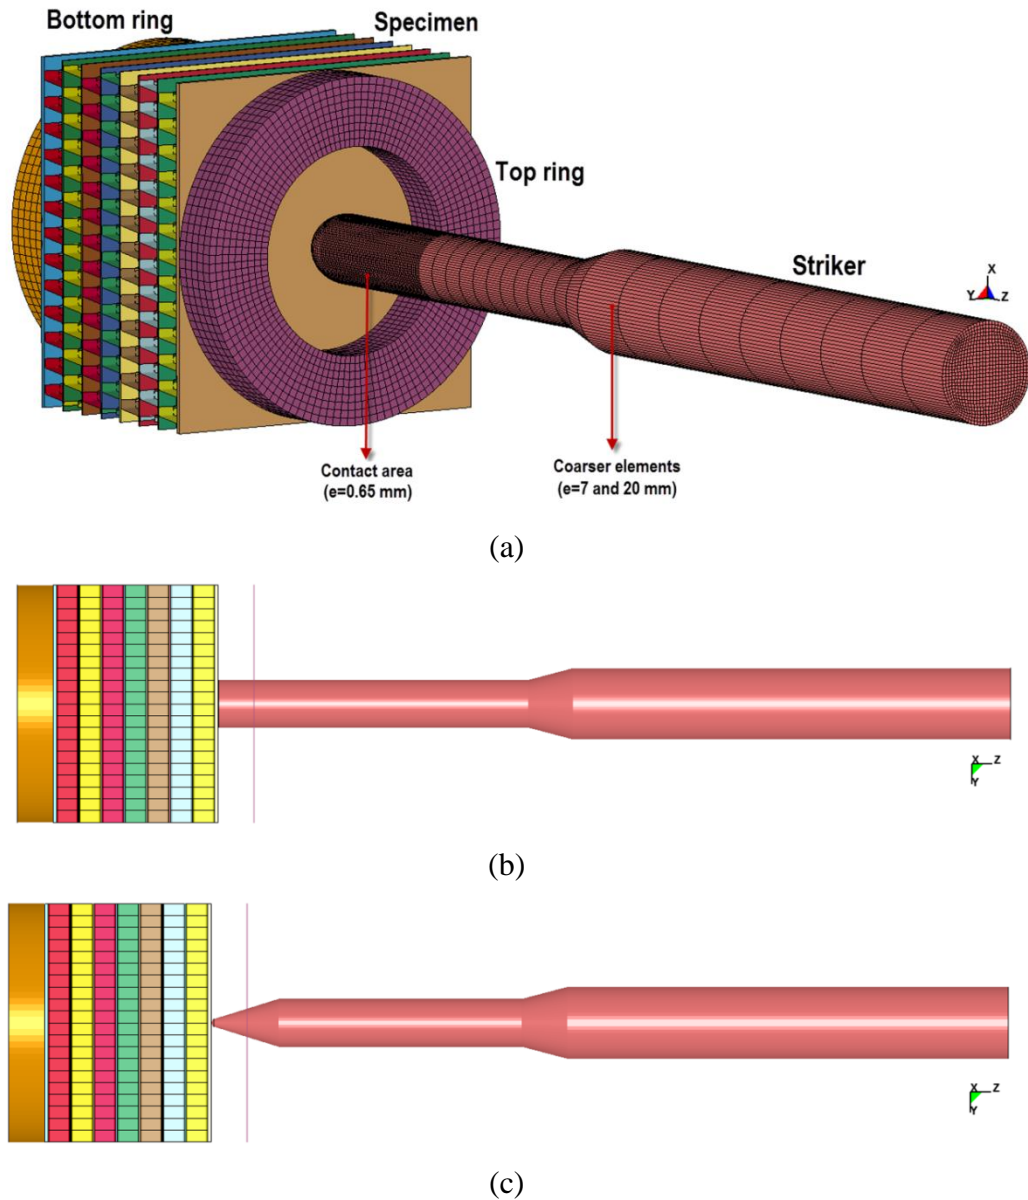 Bottom ring
Specimen
Top ring
Striker
X
Y Z
Contact area
(e=0.65 mm)
Coarser elements
(e=7 and 20 mm)
(a)
X Z
Y
(b)
X Z
Y
(c)